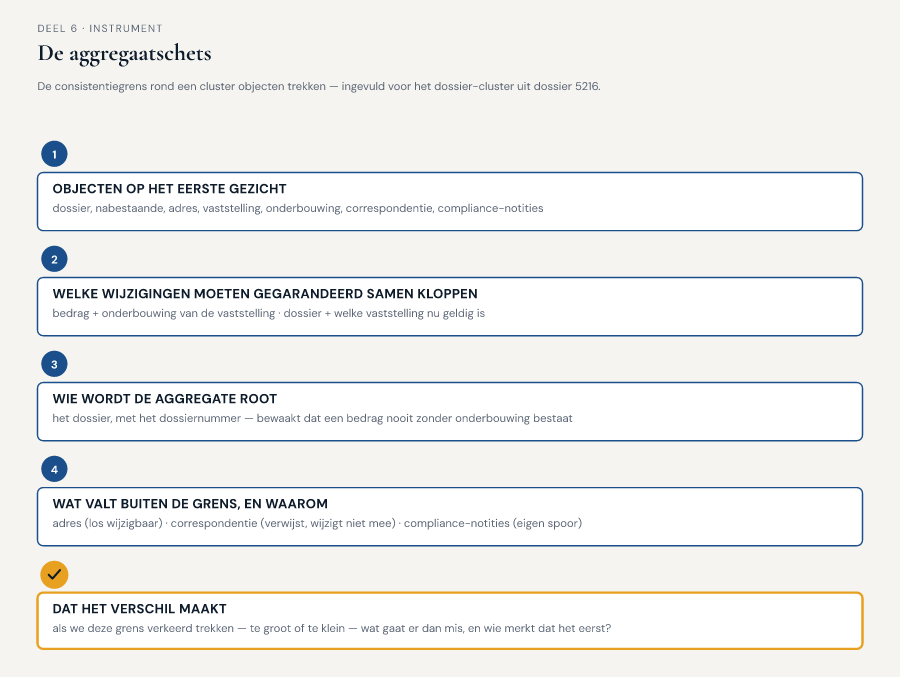 DEEL 6 · INSTRUMENT
De aggregaatschets
De consistentiegrens rond een cluster objecten trekken — ingevuld voor het dossier-cluster uit dossier 5216.
1
OBJECTEN OP HET EERSTE GEZICHT
dossier, nabestaande, adres, vaststelling, onderbouwing, correspondentie, compliance-notities
2
WELKE WIJZIGINGEN MOETEN GEGARANDEERD SAMEN KLOPPEN
bedrag + onderbouwing van de vaststelling · dossier + welke vaststelling nu geldig is
3
WIE WORDT DE AGGREGATE ROOT
het dossier, met het dossiernummer — bewaakt dat een bedrag nooit zonder onderbouwing bestaat
4
WAT VALT BUITEN DE GRENS, EN WAAROM
adres (los wijzigbaar) · correspondentie (verwijst, wijzigt niet mee) · compliance-notities (eigen spoor)
DAT HET VERSCHIL MAAKT
als we deze grens verkeerd trekken — te groot of te klein — wat gaat er dan mis, en wie merkt dat het eerst?